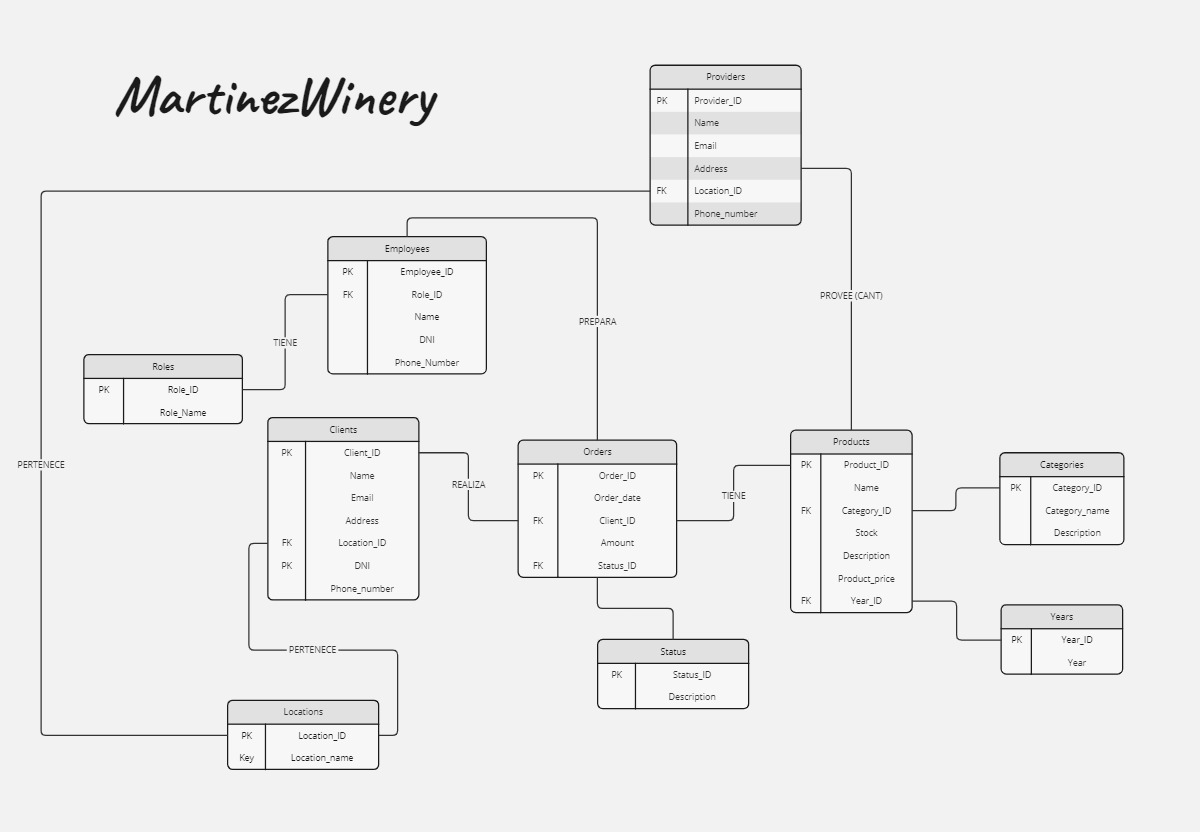 MartinezWinery
Providers
PK Provider_ID
Name
Email
Address
FK Location_ID
Phone_number
Employees
PK Employee_ID
FK Role_ID
Name
DNI
Phone_Number
PREPARA
PROVEE (CANT)
TIENE
Roles
PK Role_ID
Role_Name
PERTENECE
Clients
PK Client_ID
Name
Email
Address
FK Location_ID
PK DNI
Phone_number
REALIZA
Orders
PK Order_ID
Order_date
FK Client_ID
Amount
FK Status_ID
TIENE
Products
PK Product_ID
Name
FK Category_ID
Stock
Description
Product_price
FK Year_ID
Categories
PK Category_ID
Category_name
Description
Years
PK Year_ID
Year
Status
PK Status_ID
Description
PERTENECE
Locations
PK Location_ID
Key Location_name